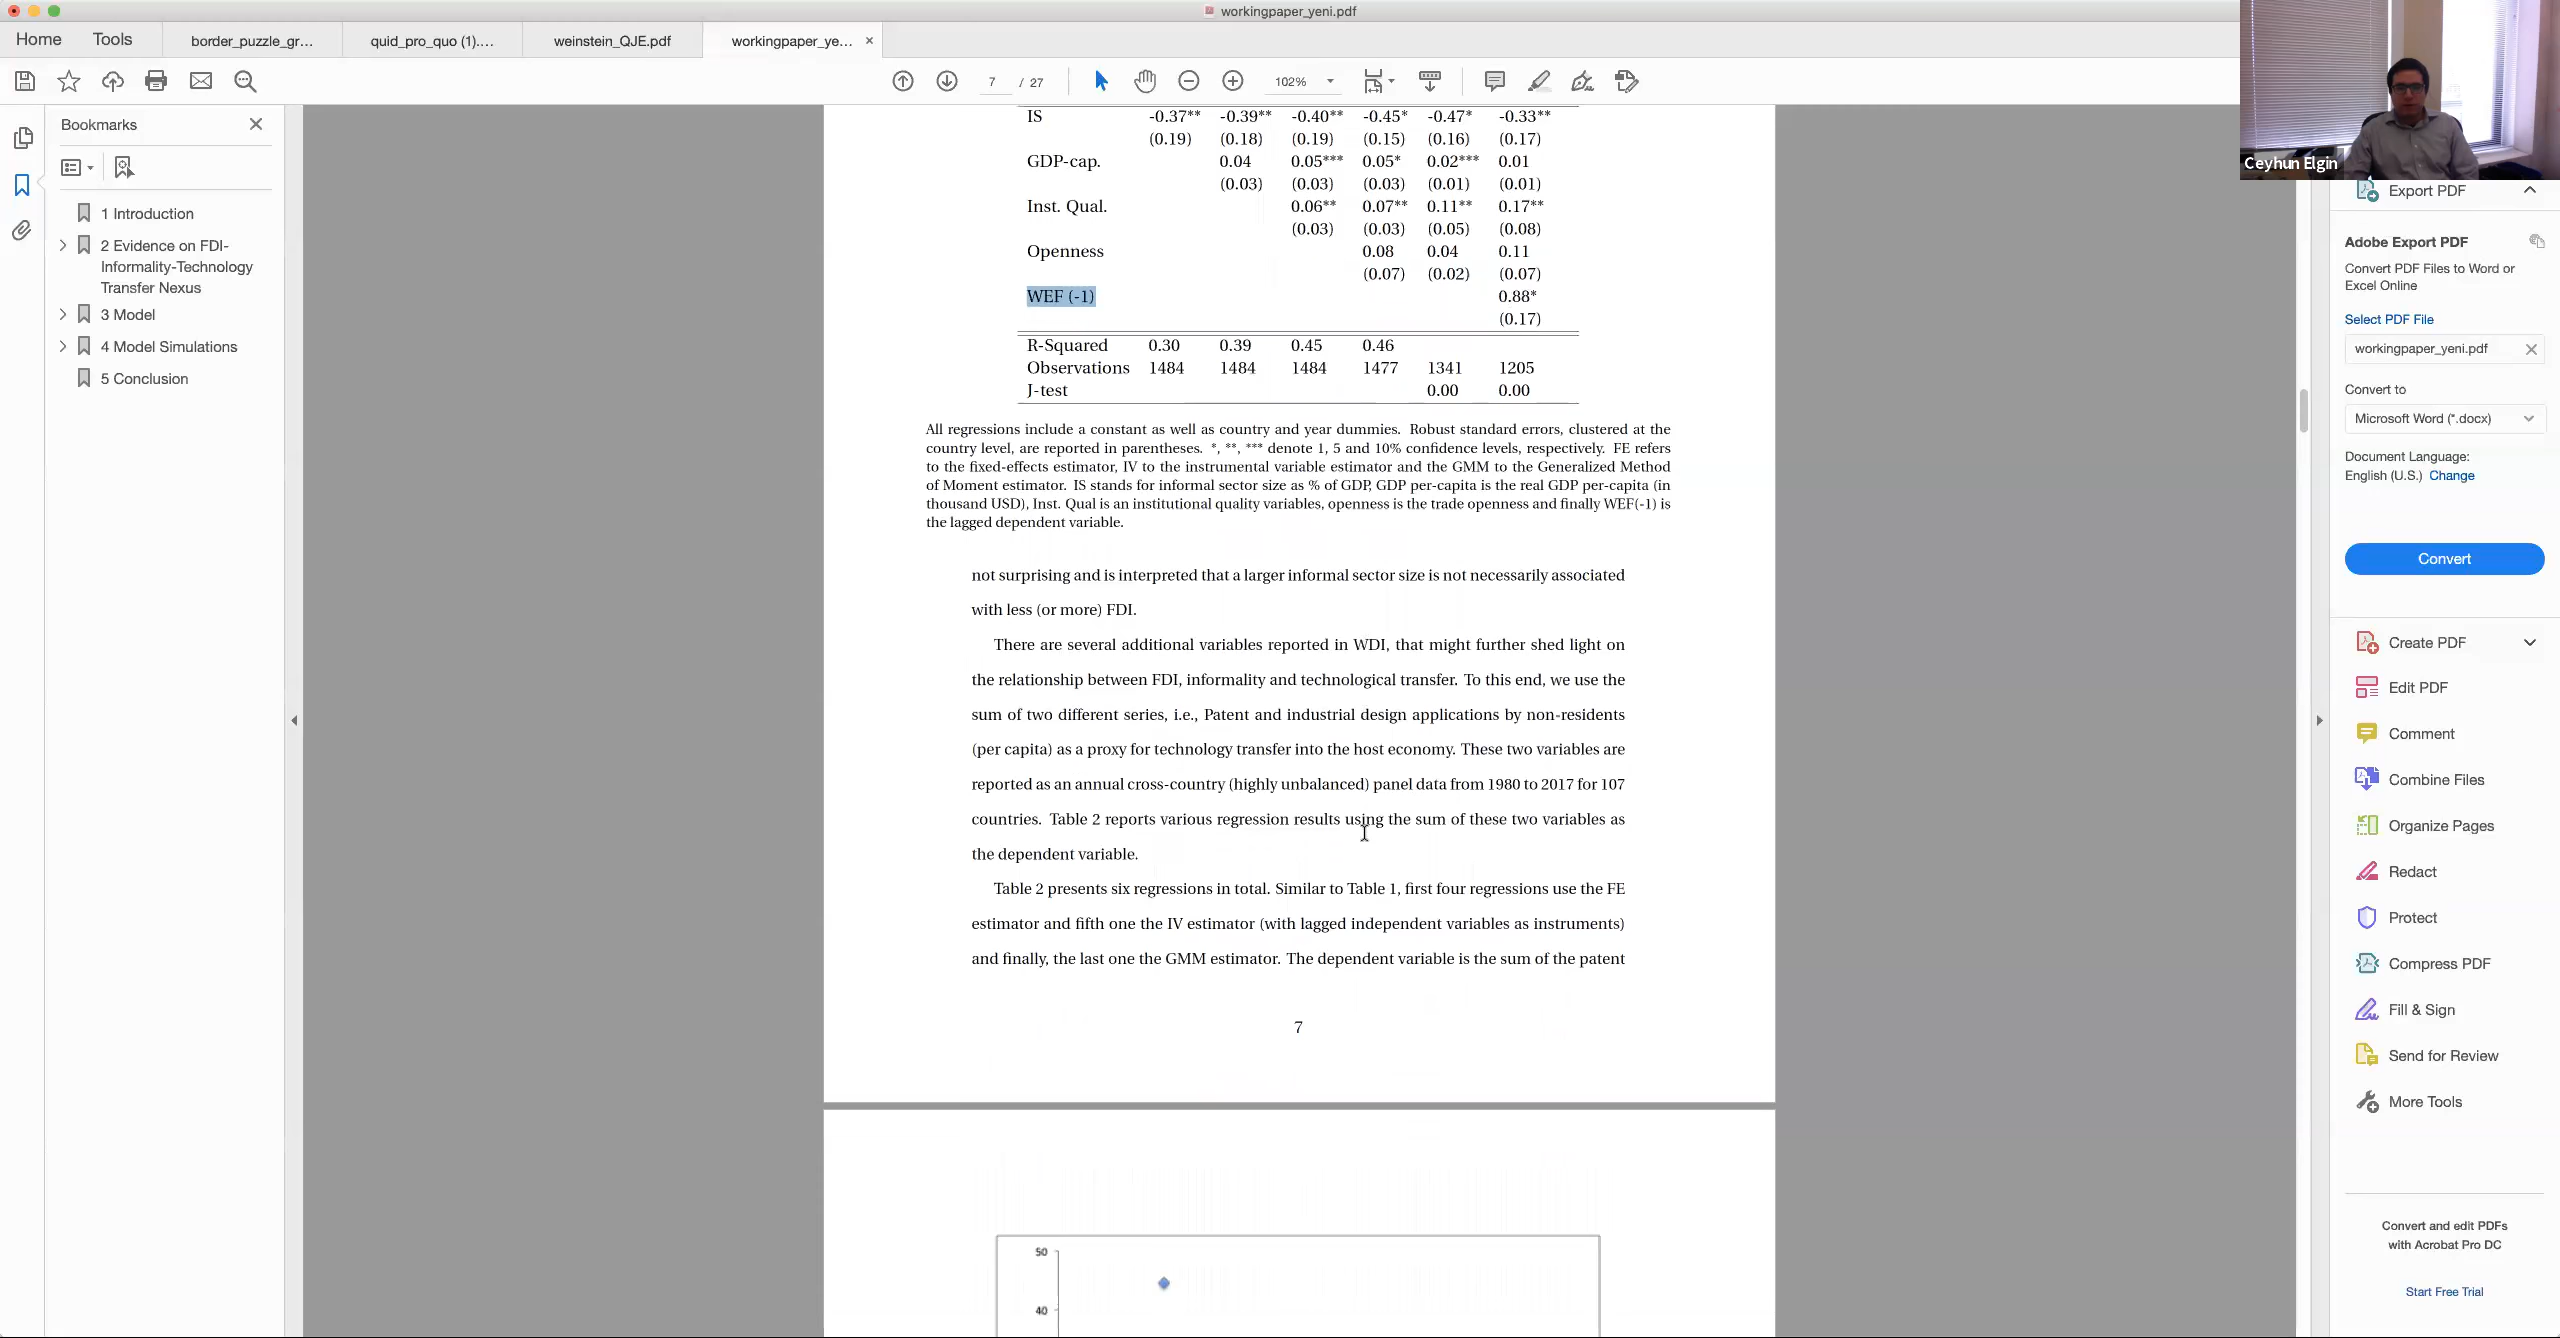 workingpaper_yeni.pdf
Home Tools border_puzzle_gr... quid_pro_quo (1).... weinstein_QJE.pdf workingpaper_ye... ×
7 / 27 102%
Ceyhun Elgin
Bookmarks
1 Introduction
2 Evidence on FDI-
Informality-Technology
Transfer Nexus
3 Model
4 Model Simulations
5 Conclusion
IS -0.37** -0.39** -0.40** -0.45* -0.47* -0.33**
(0.19) (0.18) (0.19) (0.15) (0.16) (0.17)
GDP-cap. 0.04 0.05*** 0.05* 0.02*** 0.01
(0.03) (0.03) (0.03) (0.01) (0.01)
Inst. Qual. 0.06** 0.07** 0.11** 0.17**
(0.03) (0.03) (0.05) (0.08)
Openness 0.08 0.04 0.11
(0.07) (0.02) (0.07)
WEF (-1) 0.88*
(0.17)
R-Squared 0.30 0.39 0.45 0.46
Observations 1484 1484 1484 1477 1341 1205
J-test 0.00 0.00
All regressions include a constant as well as country and year dummies. Robust standard errors, clustered at the
country level, are reported in parentheses. *, **, *** denote 1, 5 and 10% confidence levels, respectively. FE refers
to the fixed-effects estimator, IV to the instrumental variable estimator and the GMM to the Generalized Method
of Moment estimator. IS stands for informal sector size as % of GDP, GDP per-capita is the real GDP per-capita (in
thousand USD), Inst. Qual is an institutional quality variables, openness is the trade openness and finally WEF(-1) is
the lagged dependent variable.
not surprising and is interpreted that a larger informal sector size is not necessarily associated
with less (or more) FDI.
There are several additional variables reported in WDI, that might further shed light on
the relationship between FDI, informality and technological transfer. To this end, we use the
sum of two different series, i.e., Patent and industrial design applications by non-residents
(per capita) as a proxy for technology transfer into the host economy. These two variables are
reported as an annual cross-country (highly unbalanced) panel data from 1980 to 2017 for 107
countries. Table 2 reports various regression results using the sum of these two variables as
the dependent variable.
Table 2 presents six regressions in total. Similar to Table 1, first four regressions use the FE
estimator and fifth one the IV estimator (with lagged independent variables as instruments)
and finally, the last one the GMM estimator. The dependent variable is the sum of the patent
7
50
40
Export PDF
Adobe Export PDF
Convert PDF Files to Word or
Excel Online
Select PDF File
workingpaper_yeni.pdf
Convert to
Microsoft Word (*.docx)
Document Language:
English (U.S.) Change
Convert
Create PDF
Edit PDF
Comment
Combine Files
Organize Pages
Redact
Protect
Compress PDF
Fill & Sign
Send for Review
More Tools
Convert and edit PDFs
with Acrobat Pro DC
Start Free Trial